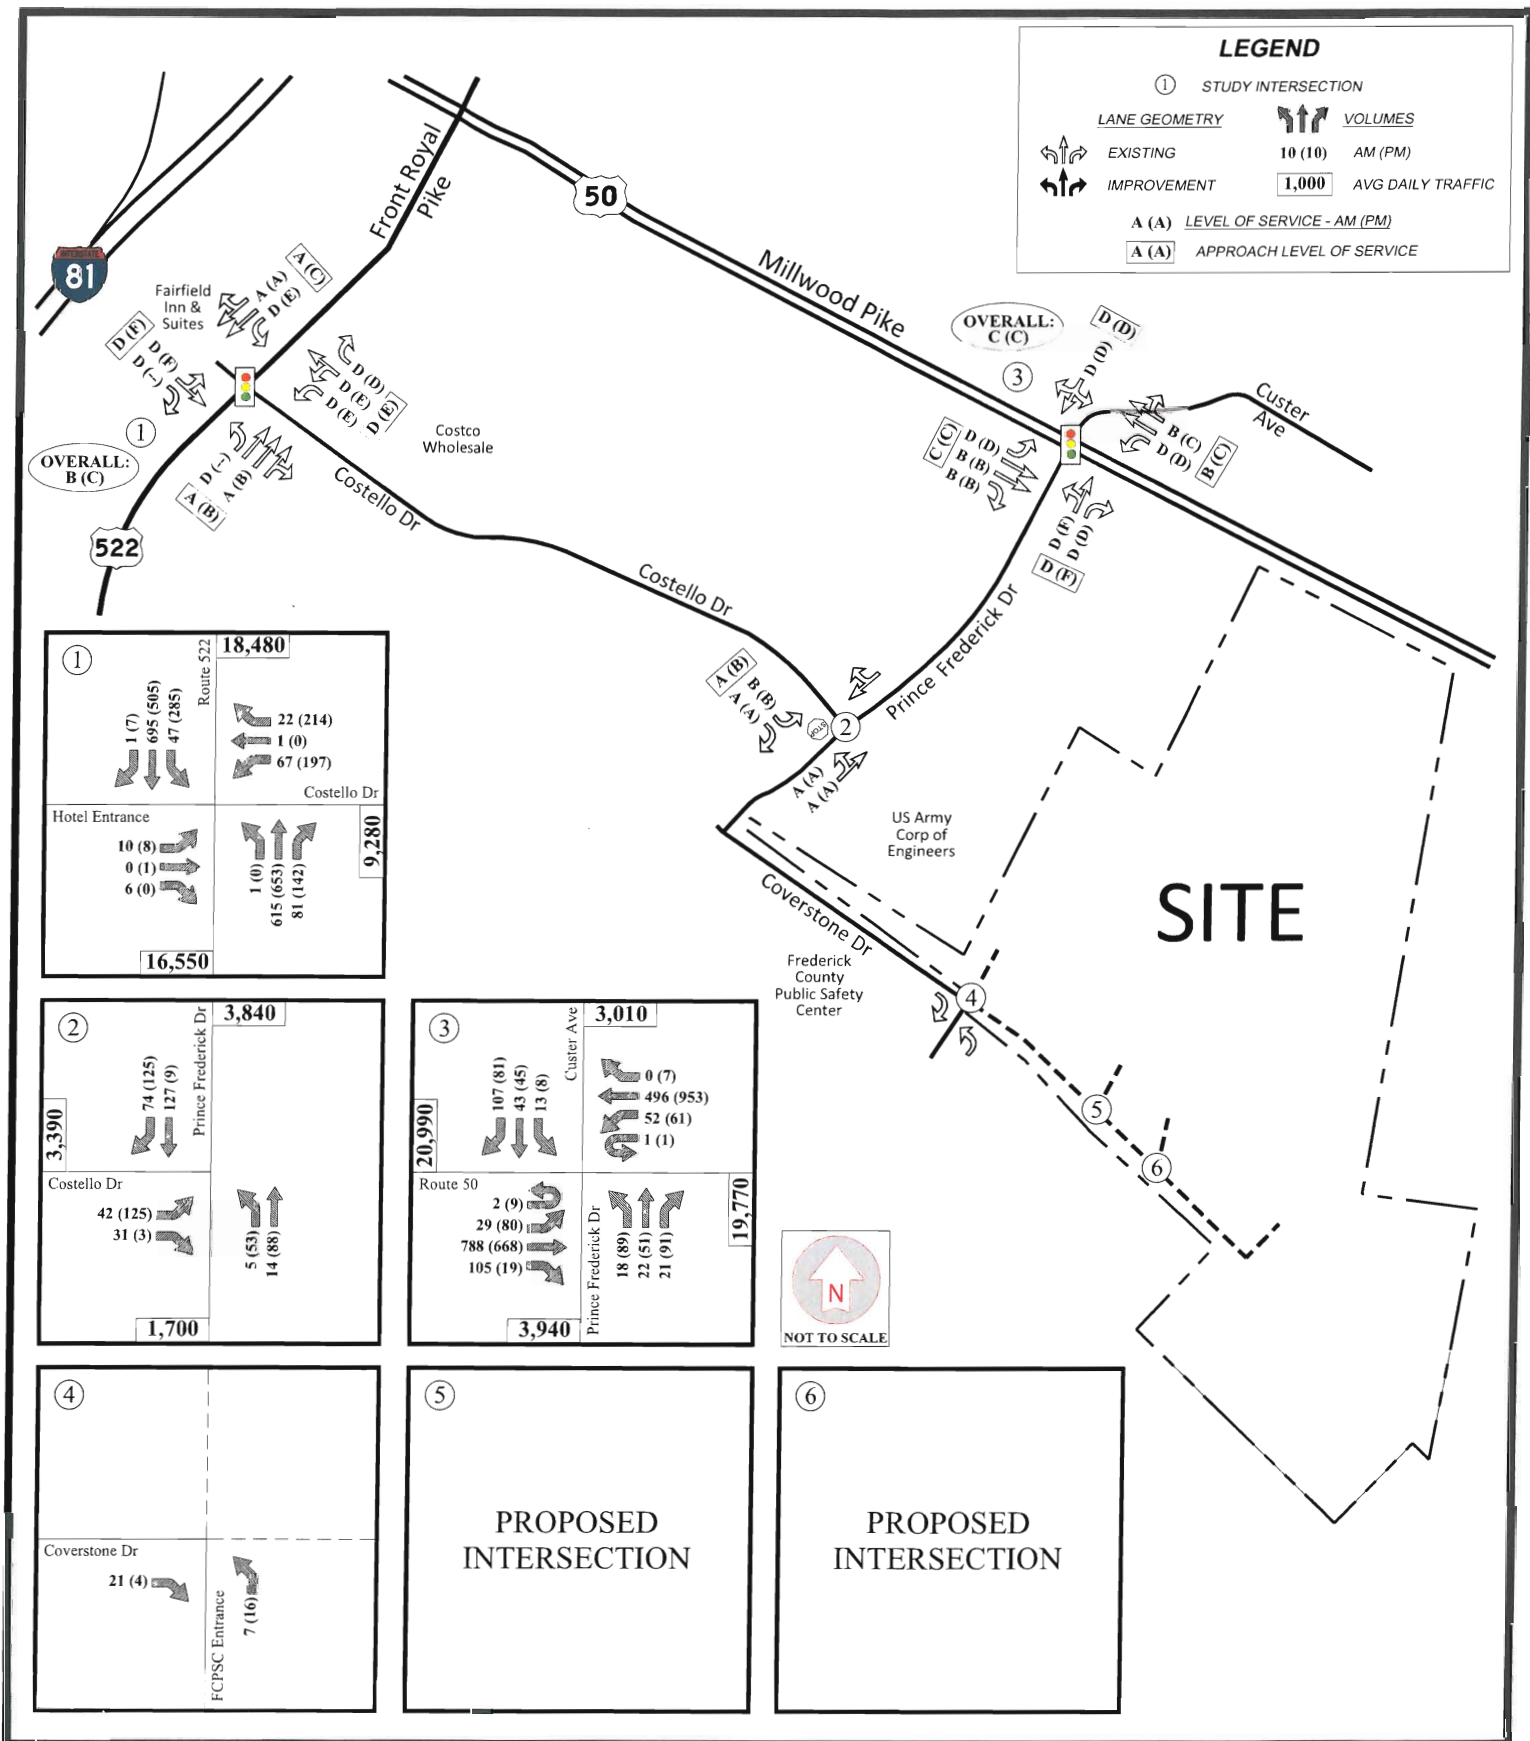 LEGEND
1 STUDY INTERSECTION
LANE GEOMETRY
VOLUMES
EXISTING
10 (10) AM (PM)
IMPROVEMENT
1,000 AVG DAILY TRAFFIC
A (A) LEVEL OF SERVICE - AM (PM)
A (A) APPROACH LEVEL OF SERVICE
INTERSTATE
81
Front Royal
Pike
50
Millwood Pike
Fairfield
Inn &
Suites
A (C)
A (A)
D (E)
D (F)
D (F)
D (--)
D (D)
D (E)
D (E)
D (E)
1
OVERALL:
B (C)
D (--)
A (B)
A (B)
Costco
Wholesale
Costello Dr
522
OVERALL:
C (C)
3
D (D)
D (D)
Custer
Ave
C (C)
D (D)
B (B)
B (B)
B (C)
D (D)
B (C)
D (F)
D (D)
D (F)
Costello Dr
Prince Frederick Dr
A (B)
B (B)
A (A)
STOP
2
A (A)
A (A)
US Army
Corp of
Engineers
SITE
Coverstone Dr
Frederick
County
Public Safety
Center
4
5
6
1
Route 522
18,480
1 (7)
695 (505)
47 (285)
22 (214)
1 (0)
67 (197)
Costello Dr
Hotel Entrance
10 (8)
0 (1)
6 (0)
1 (0)
615 (653)
81 (142)
9,280
16,550
2
Prince Frederick Dr
3,840
74 (125)
127 (9)
3,390
Costello Dr
42 (125)
31 (3)
5 (53)
14 (88)
1,700
3
Custer Ave
3,010
107 (81)
43 (45)
13 (8)
0 (7)
496 (953)
52 (61)
1 (1)
20,990
Route 50
2 (9)
29 (80)
788 (668)
105 (19)
Prince Frederick Dr
18 (89)
22 (51)
21 (91)
19,770
3,940
N
NOT TO SCALE
4
Coverstone Dr
21 (4)
FCPSC Entrance
7 (16)
5
PROPOSED
INTERSECTION
6
PROPOSED
INTERSECTION